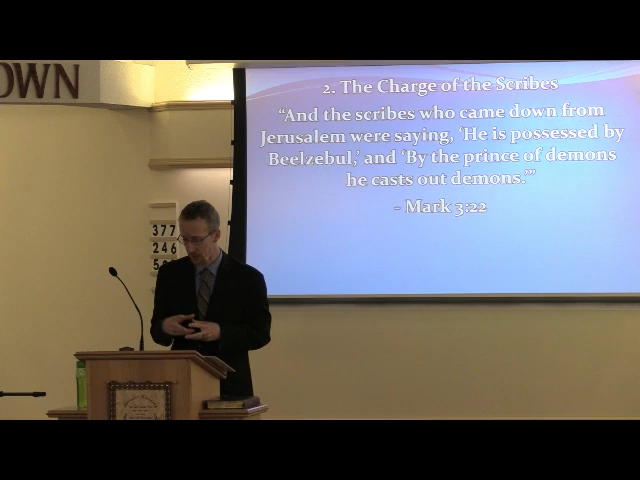 OWN
2. The Charge of the Scribes
“And the scribes who came down from
Jerusalem were saying, ‘He is possessed by
Beelzebul,’ and ‘By the prince of demons
he casts out demons.’”
- Mark 3:22
377
246